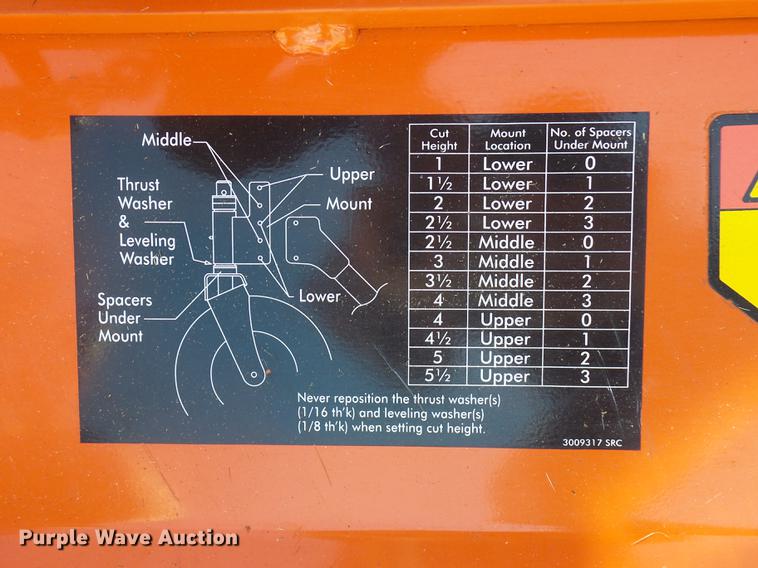 Middle
Upper
Thrust
Washer
&
Leveling
Washer
Mount
Lower
Spacers
Under
Mount
Cut Height Mount Location No. of Spacers Under Mount
1 Lower 0
1½ Lower 1
2 Lower 2
2½ Lower 3
2½ Middle 0
3 Middle 1
3½ Middle 2
4 Middle 3
4 Upper 0
4½ Upper 1
5 Upper 2
5½ Upper 3
Never reposition the thrust washer(s)
(1/16 th'k) and leveling washer(s)
(1/8 th'k) when setting cut height.
3009317 SRC
Purple Wave Auction